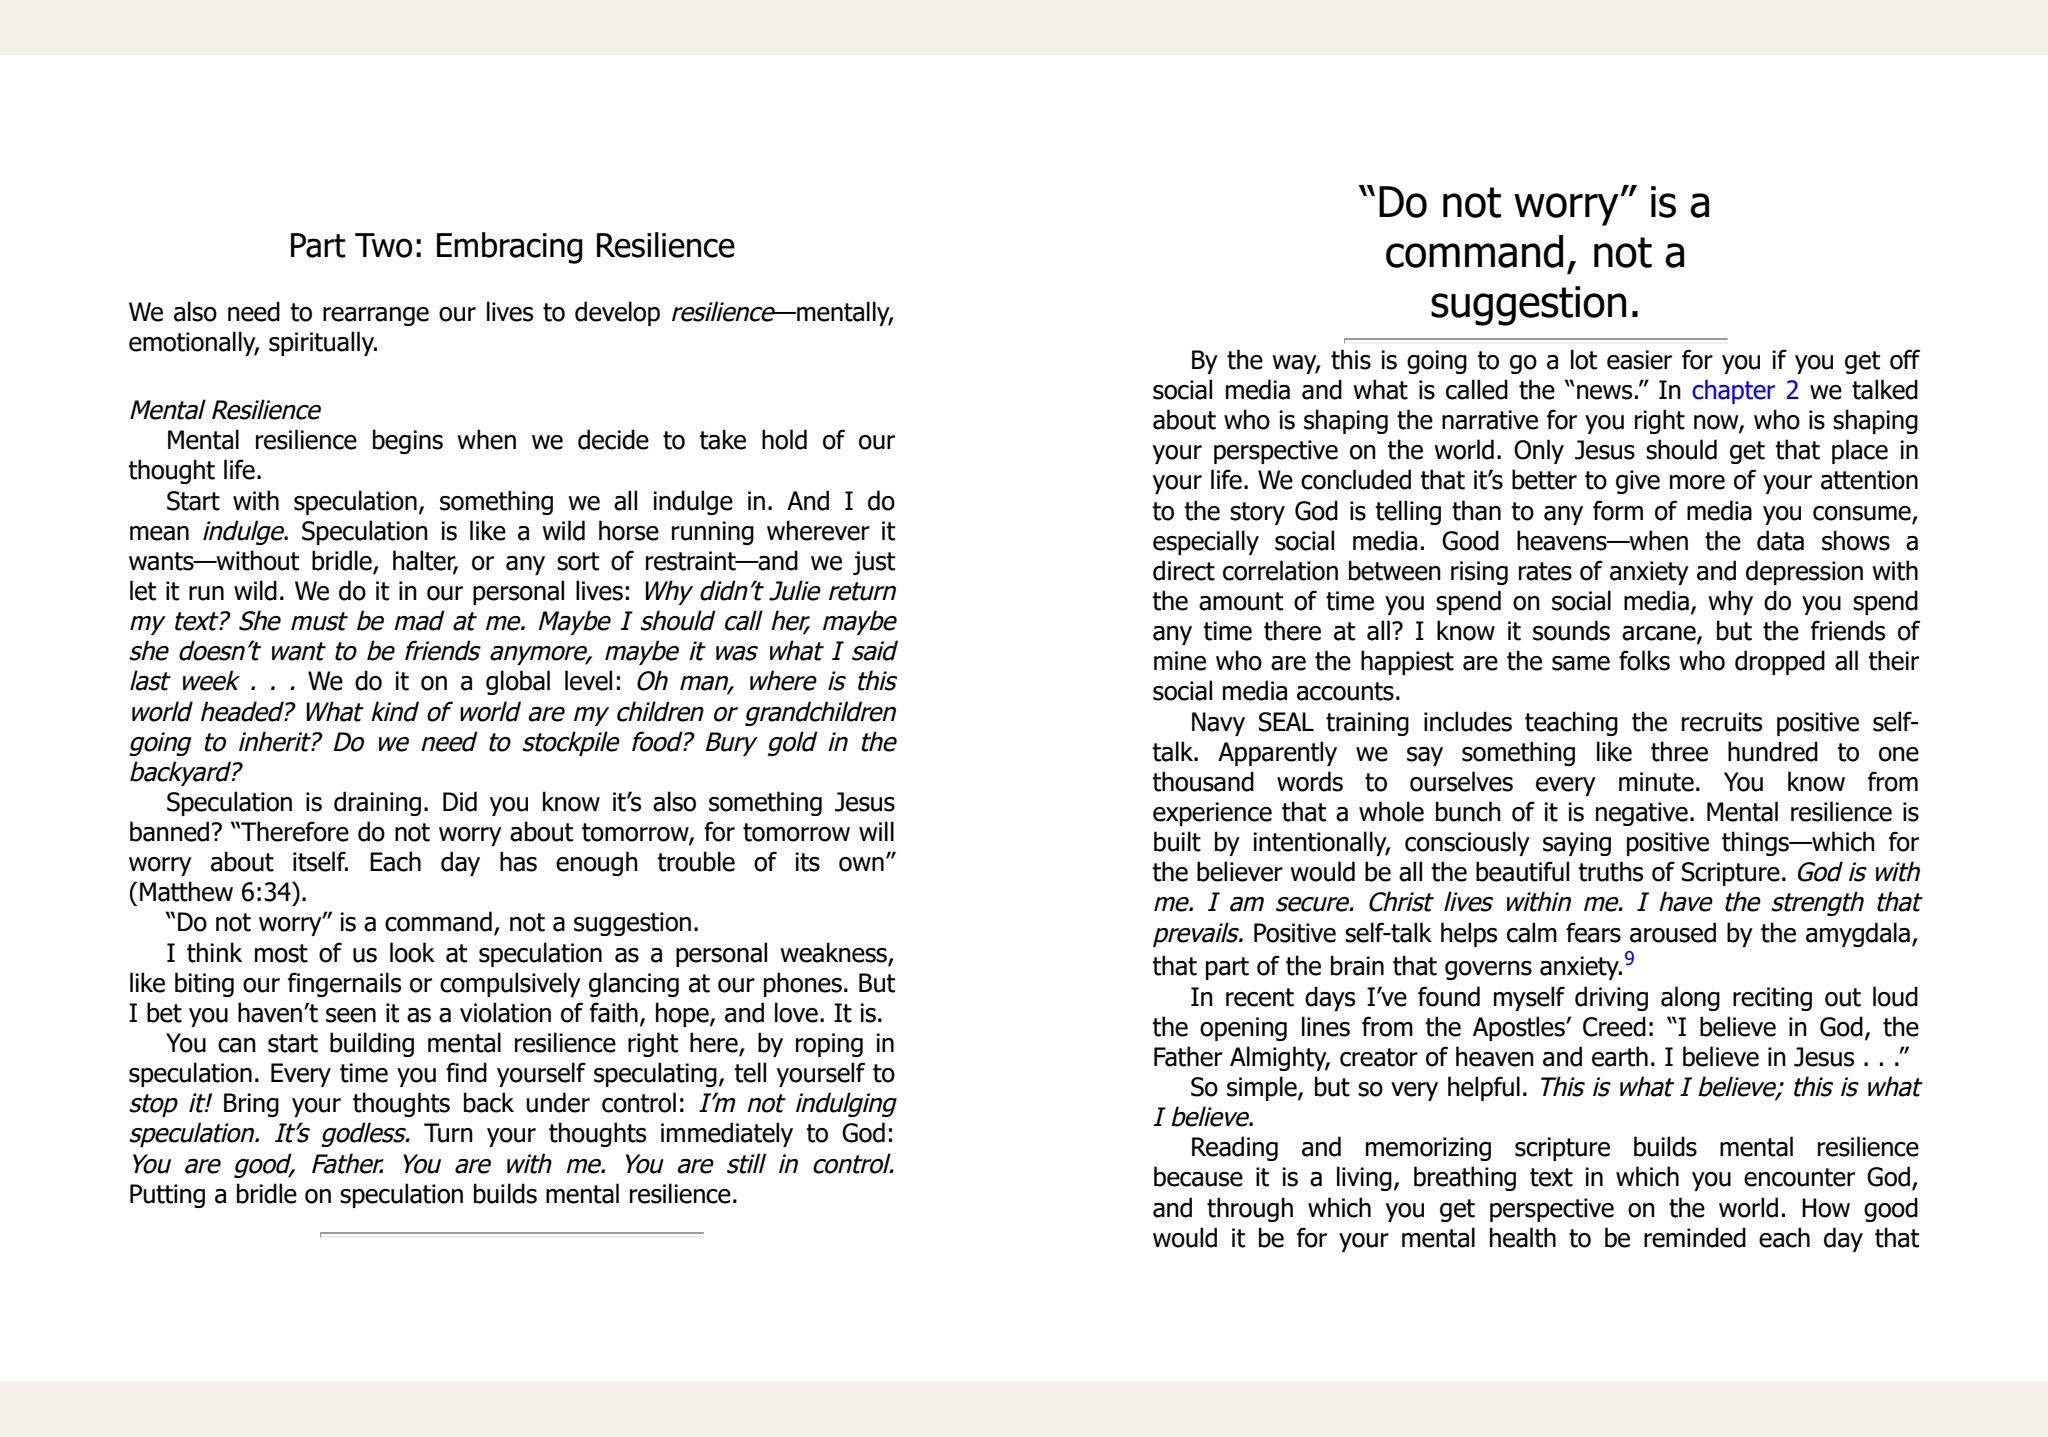 Part Two: Embracing Resilience
We also need to rearrange our lives to develop resilience—mentally,
emotionally, spiritually.
Mental Resilience
Mental resilience begins when we decide to take hold of our
thought life.
Start with speculation, something we all indulge in. And I do
mean indulge. Speculation is like a wild horse running wherever it
wants—without bridle, halter, or any sort of restraint—and we just
let it run wild. We do it in our personal lives: Why didn’t Julie return
my text? She must be mad at me. Maybe I should call her, maybe
she doesn’t want to be friends anymore, maybe it was what I said
last week . . . We do it on a global level: Oh man, where is this
world headed? What kind of world are my children or grandchildren
going to inherit? Do we need to stockpile food? Bury gold in the
backyard?
Speculation is draining. Did you know it’s also something Jesus
banned? “Therefore do not worry about tomorrow, for tomorrow will
worry about itself. Each day has enough trouble of its own”
(Matthew 6:34).
“Do not worry” is a command, not a suggestion.
I think most of us look at speculation as a personal weakness,
like biting our fingernails or compulsively glancing at our phones. But
I bet you haven’t seen it as a violation of faith, hope, and love. It is.
You can start building mental resilience right here, by roping in
speculation. Every time you find yourself speculating, tell yourself to
stop it! Bring your thoughts back under control: I’m not indulging
speculation. It’s godless. Turn your thoughts immediately to God:
You are good, Father. You are with me. You are still in control.
Putting a bridle on speculation builds mental resilience.
“Do not worry” is a
command, not a
suggestion.
By the way, this is going to go a lot easier for you if you get off
social media and what is called the “news.” In chapter 2 we talked
about who is shaping the narrative for you right now, who is shaping
your perspective on the world. Only Jesus should get that place in
your life. We concluded that it’s better to give more of your attention
to the story God is telling than to any form of media you consume,
especially social media. Good heavens—when the data shows a
direct correlation between rising rates of anxiety and depression with
the amount of time you spend on social media, why do you spend
any time there at all? I know it sounds arcane, but the friends of
mine who are the happiest are the same folks who dropped all their
social media accounts.
Navy SEAL training includes teaching the recruits positive self-
talk. Apparently we say something like three hundred to one
thousand words to ourselves every minute. You know from
experience that a whole bunch of it is negative. Mental resilience is
built by intentionally, consciously saying positive things—which for
the believer would be all the beautiful truths of Scripture. God is with
me. I am secure. Christ lives within me. I have the strength that
prevails. Positive self-talk helps calm fears aroused by the amygdala,
that part of the brain that governs anxiety.9
In recent days I’ve found myself driving along reciting out loud
the opening lines from the Apostles’ Creed: “I believe in God, the
Father Almighty, creator of heaven and earth. I believe in Jesus . . .”
So simple, but so very helpful. This is what I believe; this is what
I believe.
Reading and memorizing scripture builds mental resilience
because it is a living, breathing text in which you encounter God,
and through which you get perspective on the world. How good
would it be for your mental health to be reminded each day that